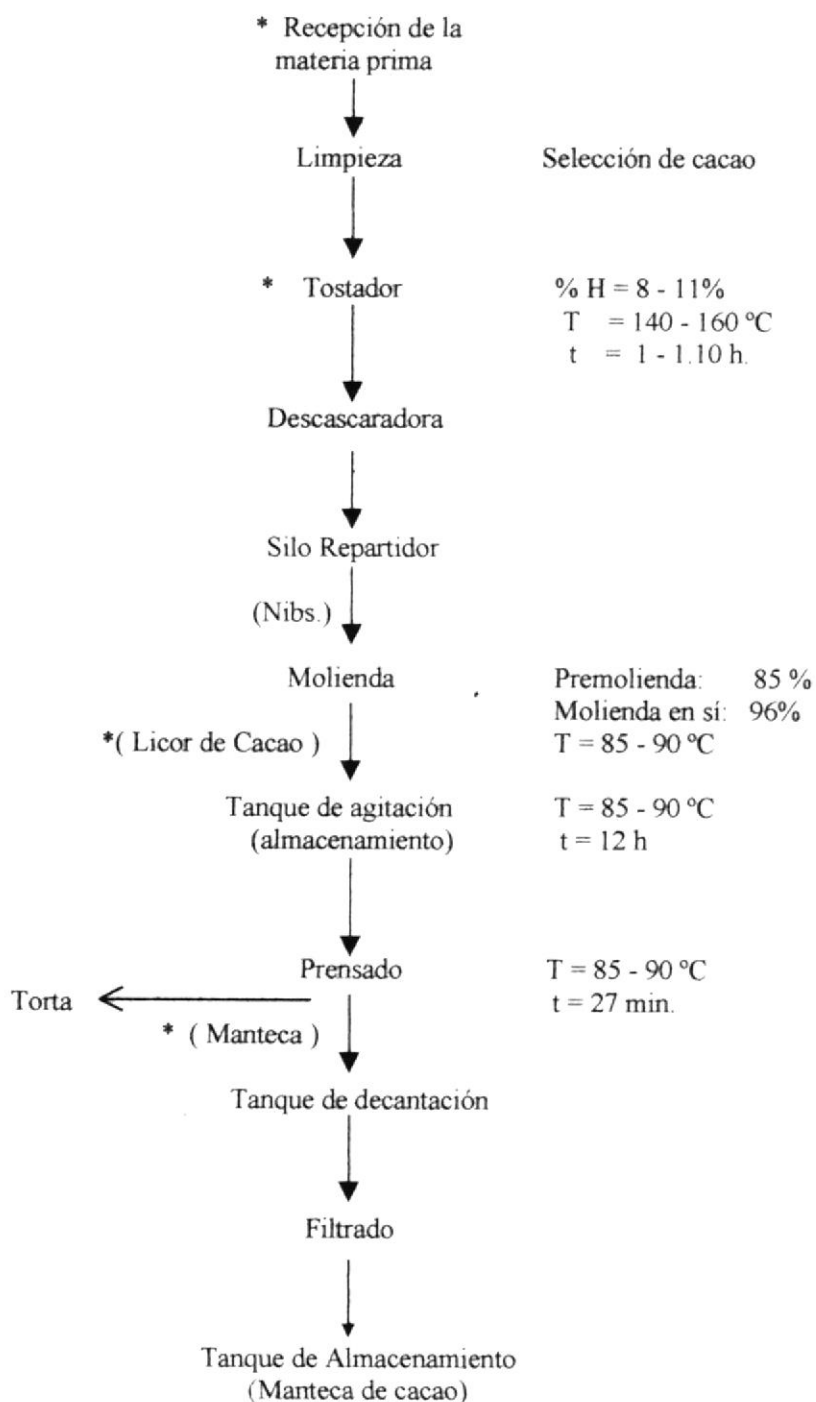 * Recepción de la
materia prima
Limpieza Selección de cacao
* Tostador % H = 8 - 11%
T = 140 - 160 ºC
t = 1 - 1.10 h.
Descascaradora
Silo Repartidor
(Nibs.)
Molienda Premolienda: 85 %
Molienda en sí: 96%
*( Licor de Cacao ) T = 85 - 90 ºC
Tanque de agitación T = 85 - 90 ºC
(almacenamiento) t = 12 h
Prensado T = 85 - 90 ºC
Torta t = 27 min.
* ( Manteca )
Tanque de decantación
Filtrado
Tanque de Almacenamiento
(Manteca de cacao)